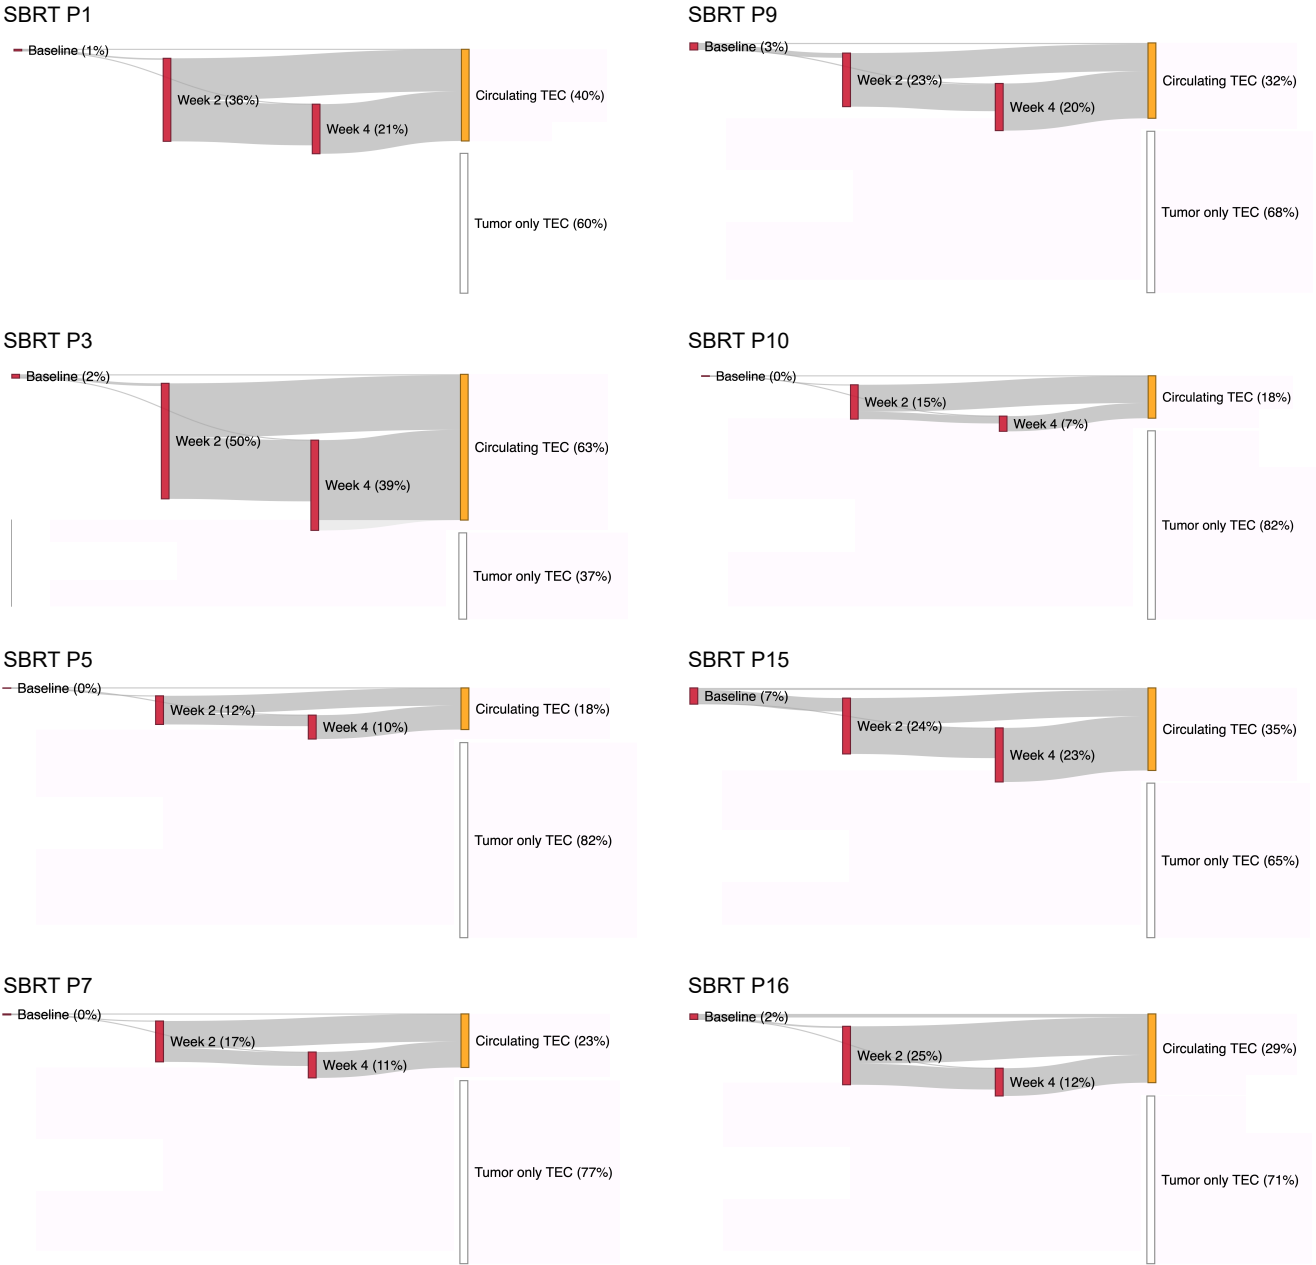 SBRT P1
Baseline (1%)
Week 2 (36%)
Week 4 (21%)
Circulating TEC (40%)
Tumor only TEC (60%)
SBRT P9
Baseline (3%)
Week 2 (23%)
Week 4 (20%)
Circulating TEC (32%)
Tumor only TEC (68%)
SBRT P3
Baseline (2%)
Week 2 (50%)
Week 4 (39%)
Circulating TEC (63%)
Tumor only TEC (37%)
SBRT P10
Baseline (0%)
Week 2 (15%)
Week 4 (7%)
Circulating TEC (18%)
Tumor only TEC (82%)
SBRT P5
Baseline (0%)
Week 2 (12%)
Week 4 (10%)
Circulating TEC (18%)
Tumor only TEC (82%)
SBRT P15
Baseline (7%)
Week 2 (24%)
Week 4 (23%)
Circulating TEC (35%)
Tumor only TEC (65%)
SBRT P7
Baseline (0%)
Week 2 (17%)
Week 4 (11%)
Circulating TEC (23%)
Tumor only TEC (77%)
SBRT P16
Baseline (2%)
Week 2 (25%)
Week 4 (12%)
Circulating TEC (29%)
Tumor only TEC (71%)